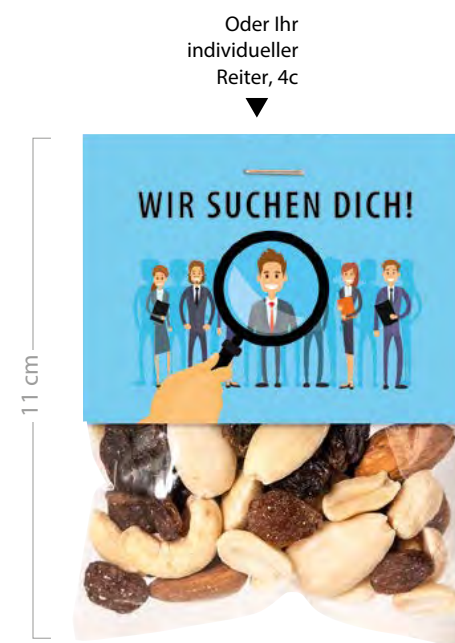 Oder Ihr
individueller
Reiter, 4c
WIR SUCHEN DICH!
11 cm